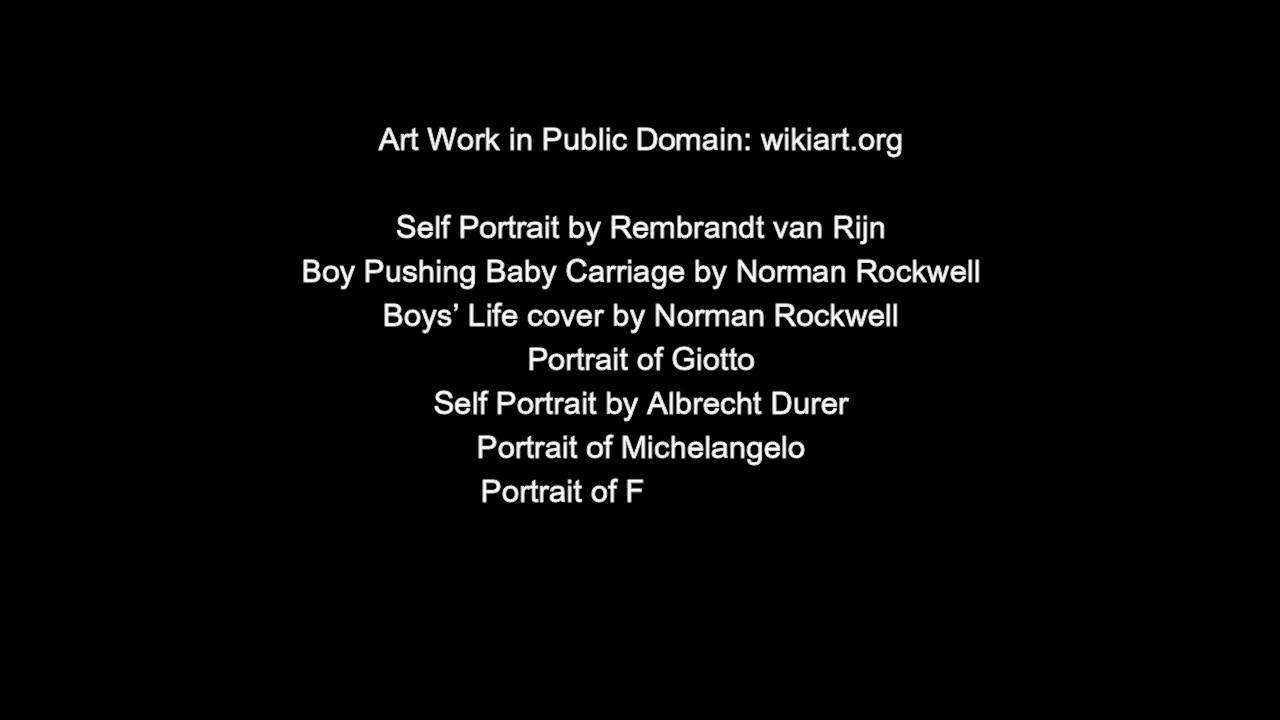 Art Work in Public Domain: wikiart.org
Self Portrait by Rembrandt van Rijn
Boy Pushing Baby Carriage by Norman Rockwell
Boys’ Life cover by Norman Rockwell
Portrait of Giotto
Self Portrait by Albrecht Durer
Portrait of Michelangelo
Portrait of F